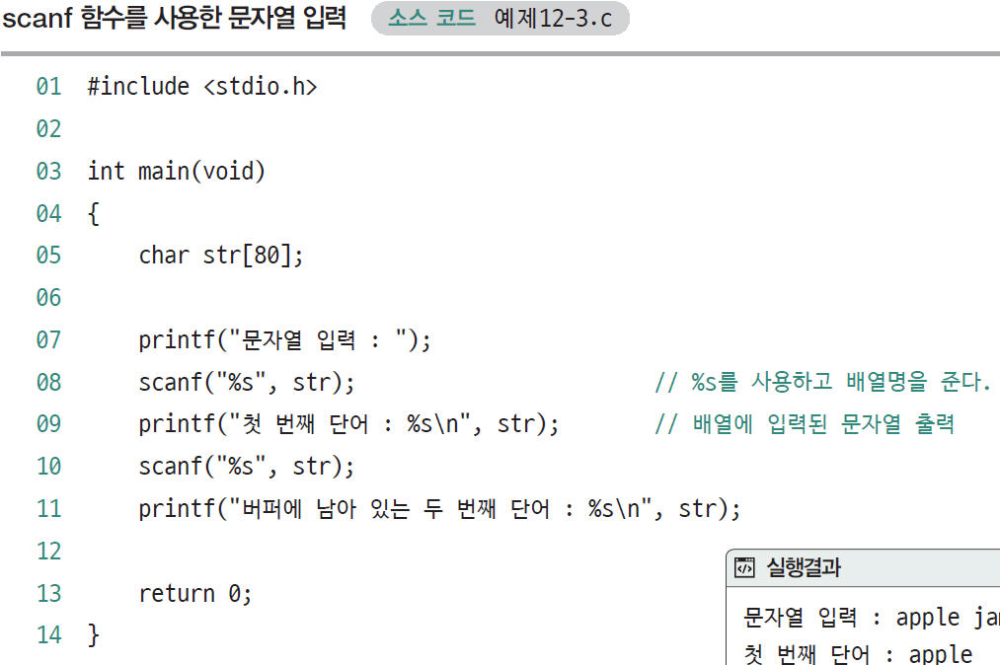 scanf 함수를 사용한 문자열 입력 소스 코드 예제12-3.c
01 #include <stdio.h>
02
03 int main(void)
04 {
05 char str[80];
06
07 printf("문자열 입력 : ");
08 scanf("%s", str); // %s를 사용하고 배열명을 준다.
09 printf("첫 번째 단어 : %s\n", str); // 배열에 입력된 문자열 출력
10 scanf("%s", str);
11 printf("버퍼에 남아 있는 두 번째 단어 : %s\n", str);
12
13 return 0;
14 }
실행결과
문자열 입력 : apple
첫 번째 단어 : apple